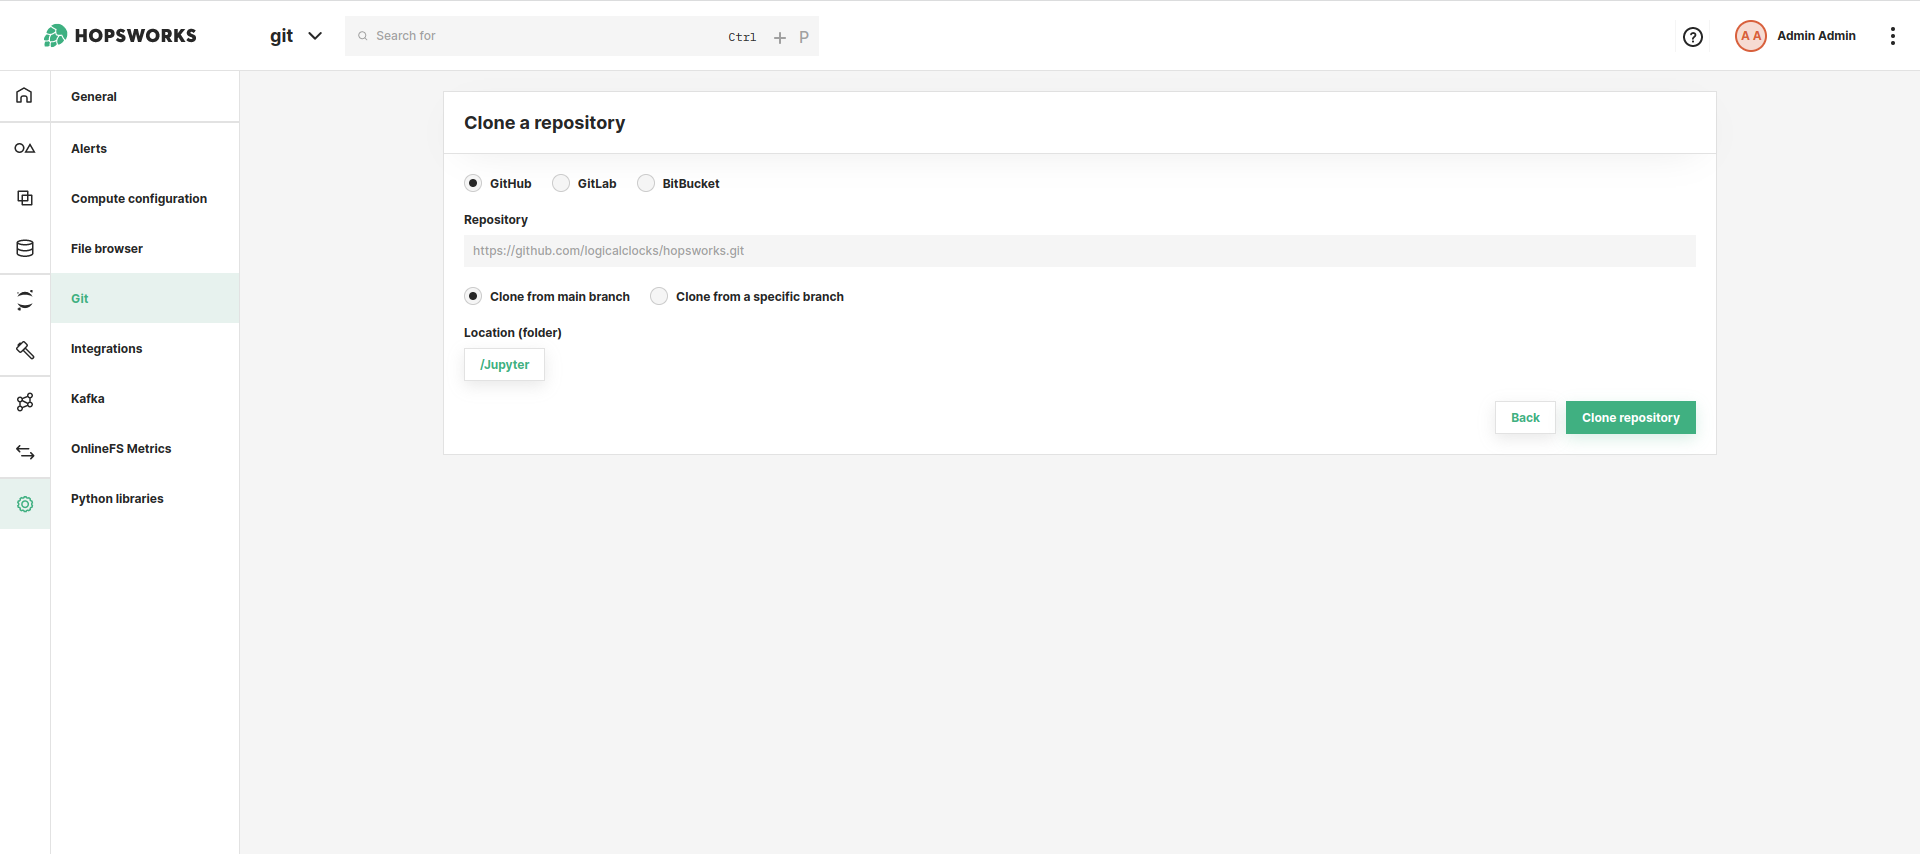 HOPSWORKS
git
Search for
Ctrl + P
?
A A
Admin Admin
General
Alerts
Compute configuration
File browser
Git
Integrations
Kafka
OnlineFS Metrics
Python libraries
Clone a repository
GitHub GitLab BitBucket
Repository
https://github.com/logicalclocks/hopsworks.git
Clone from main branch Clone from a specific branch
Location (folder)
/Jupyter
Back Clone repository